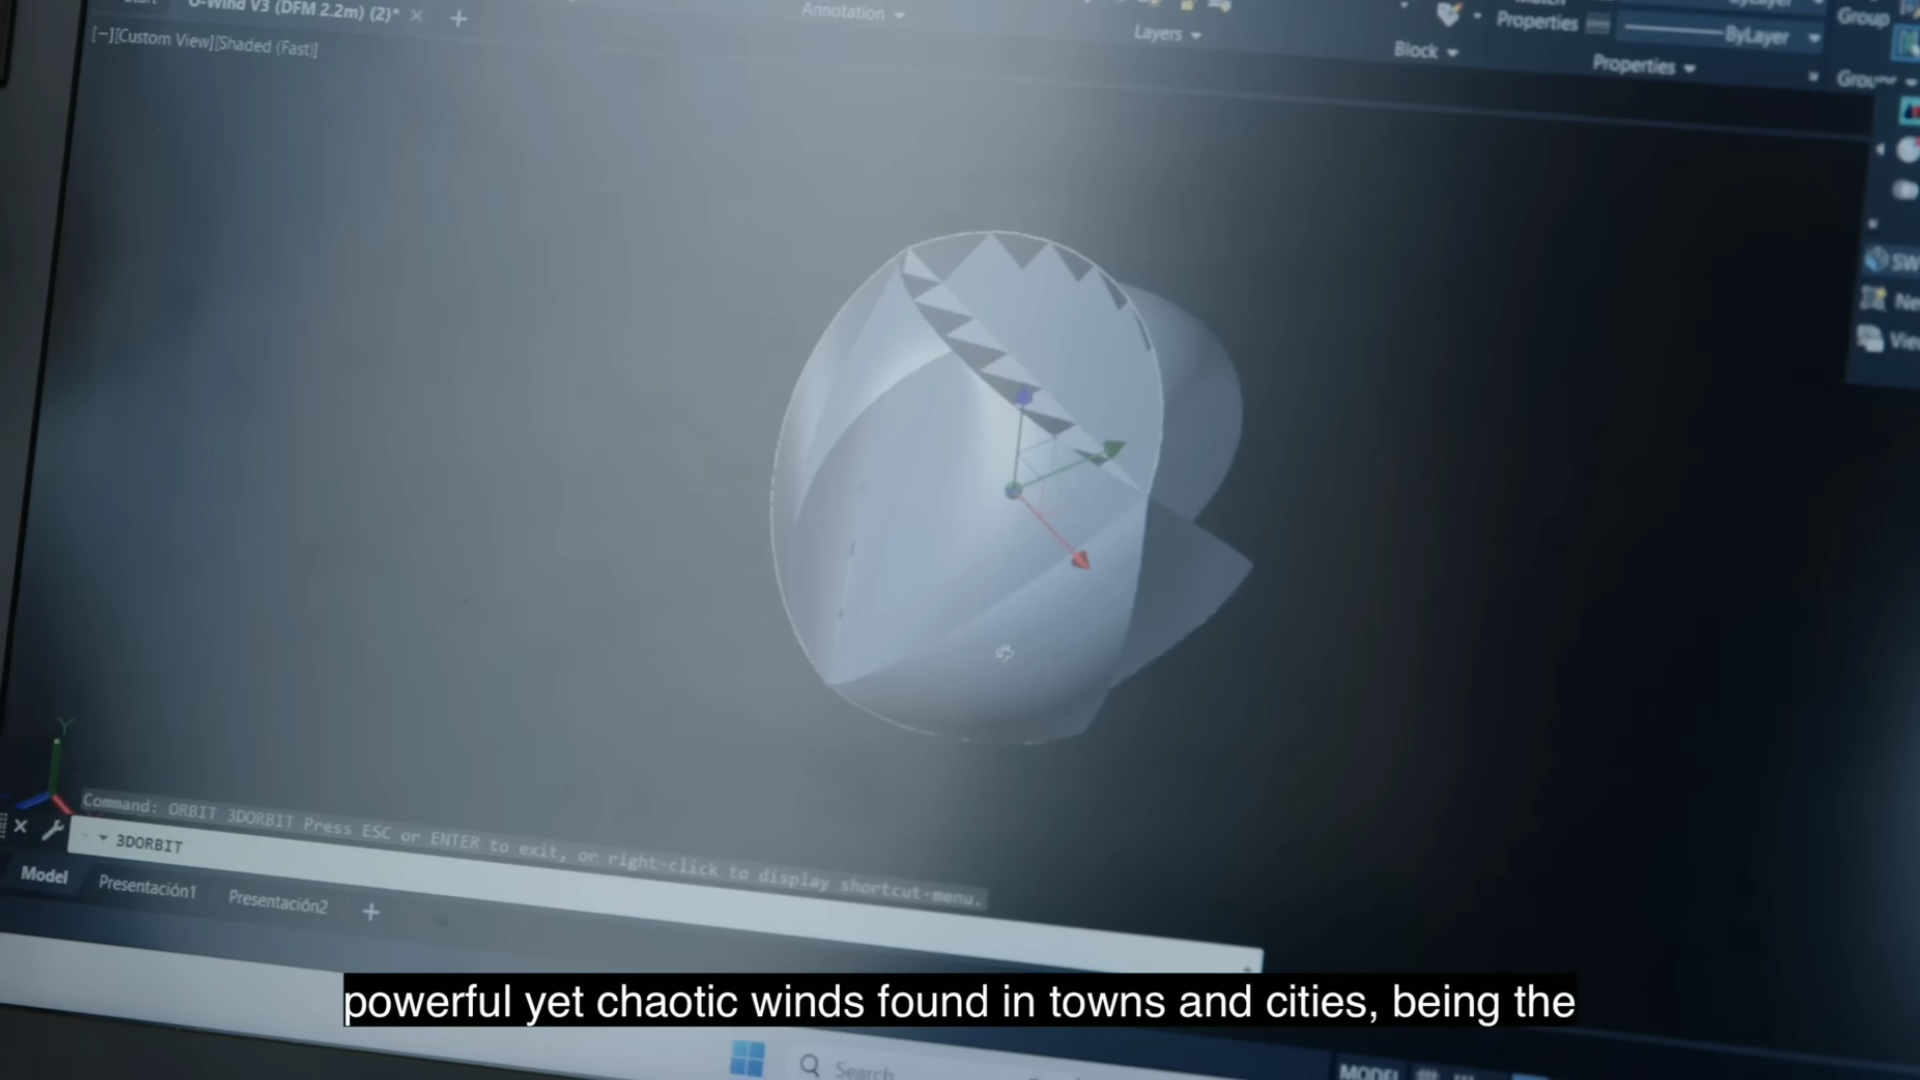 O-Wind V3 (DFM 2.2m) (2)*
[−][Custom View][Shaded (Fast)]
Annotation
Layers
Block
Properties
Properties
ByLayer
Group
3DORBIT
Command: ORBIT 3DORBIT Press ESC or ENTER to exit, or right-click to display shortcut-menu.
Model
Presentación1
Presentación2
+
powerful yet chaotic winds found in towns and cities, being the
Search
MODEL
Y